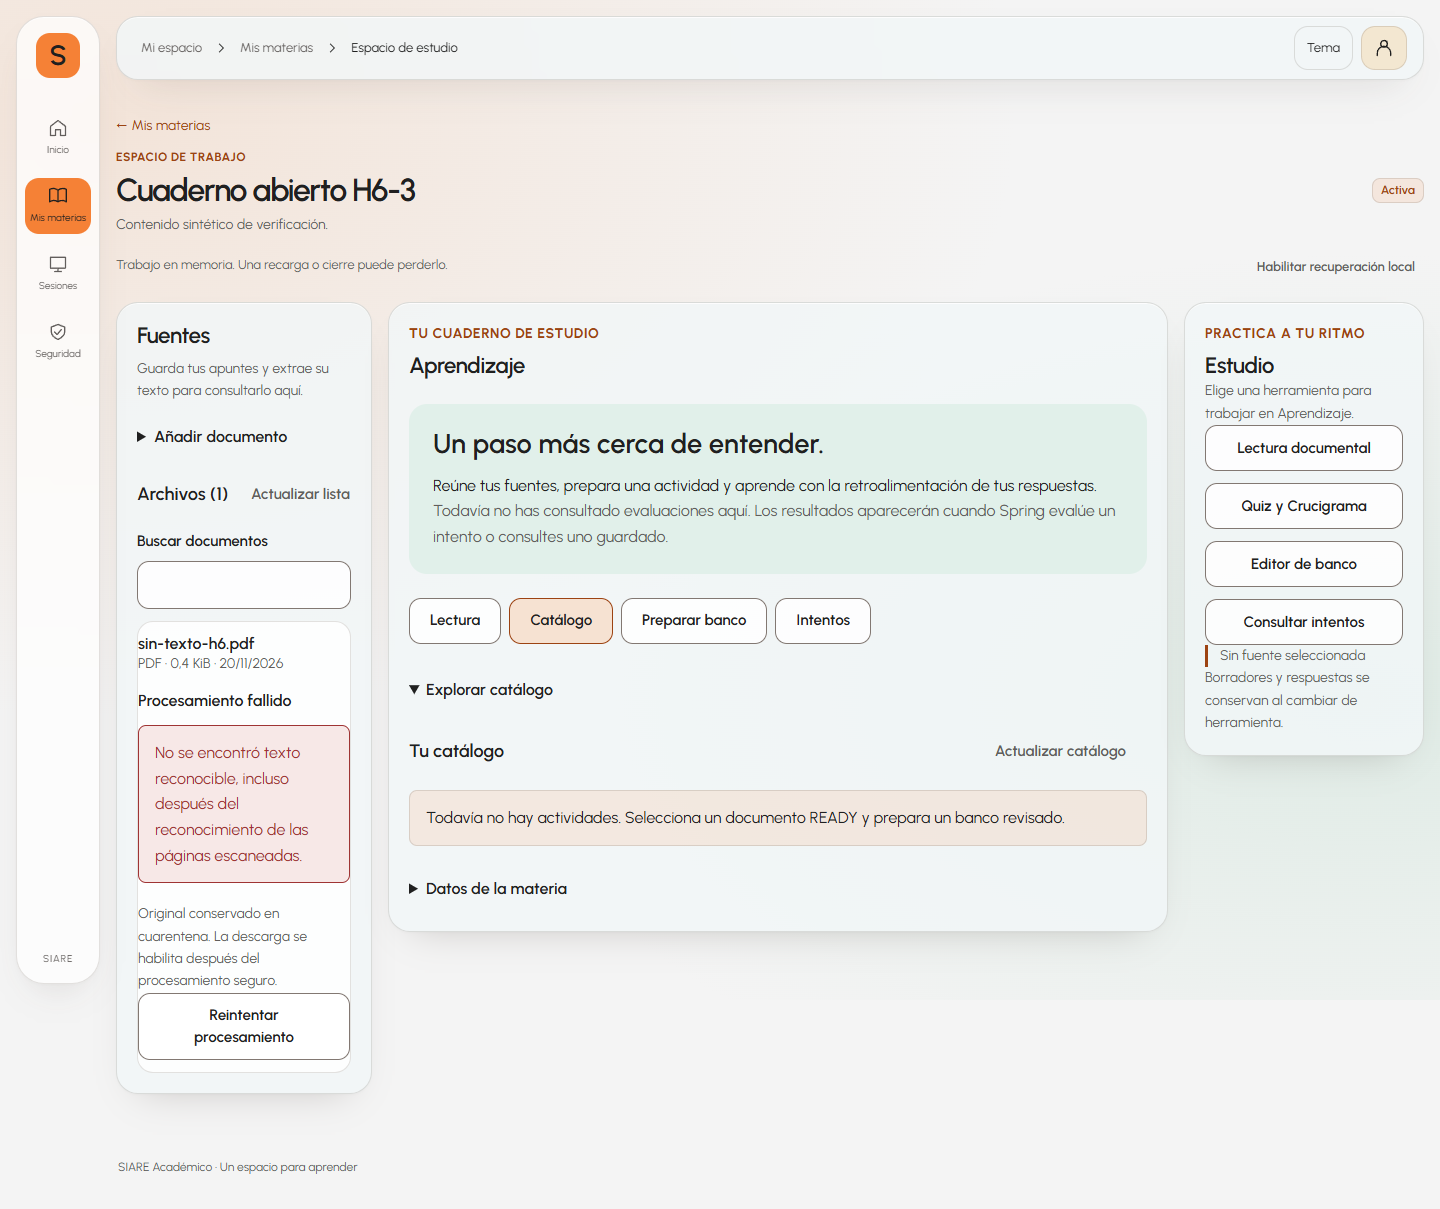 S
Inicio
Mis materias
Sesiones
Seguridad
SIARE
Mi espacio
Mis materias
Espacio de estudio
Tema
← Mis materias
ESPACIO DE TRABAJO
Cuaderno abierto H6-3
Activa
Contenido sintético de verificación.
Trabajo en memoria. Una recarga o cierre puede perderlo.
Habilitar recuperación local
Fuentes
Guarda tus apuntes y extrae su
texto para consultarlo aquí.
Añadir documento
Archivos (1)
Actualizar lista
Buscar documentos
sin-texto-h6.pdf
PDF · 0,4 KiB · 20/11/2026
Procesamiento fallido
No se encontró texto
reconocible, incluso
después del
reconocimiento de las
páginas escaneadas.
Original conservado en
cuarentena. La descarga se
habilita después del
procesamiento seguro.
Reintentar
procesamiento
TU CUADERNO DE ESTUDIO
Aprendizaje
Un paso más cerca de entender.
Reúne tus fuentes, prepara una actividad y aprende con la retroalimentación de tus respuestas.
Todavía no has consultado evaluaciones aquí. Los resultados aparecerán cuando Spring evalúe un
intento o consultes uno guardado.
Lectura
Catálogo
Preparar banco
Intentos
Explorar catálogo
Tu catálogo
Actualizar catálogo
Todavía no hay actividades. Selecciona un documento READY y prepara un banco revisado.
Datos de la materia
PRACTICA A TU RITMO
Estudio
Elige una herramienta para
trabajar en Aprendizaje.
Lectura documental
Quiz y Crucigrama
Editor de banco
Consultar intentos
Sin fuente seleccionada
Borradores y respuestas se
conservan al cambiar de
herramienta.
SIARE Académico · Un espacio para aprender